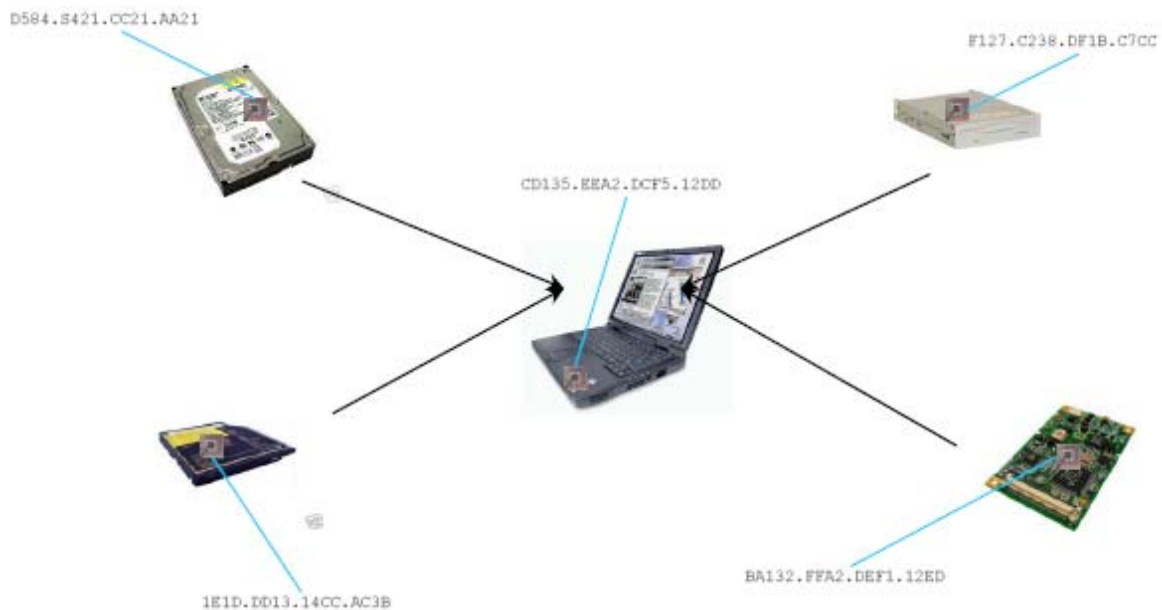 D584.S421.CC21.AA21
F127.C238.DF1B.C7CC
CD135.EEA2.DCF5.12DD
BA132.FFA2.DEF1.12ED
1E1D.DD13.14CC.AC3B